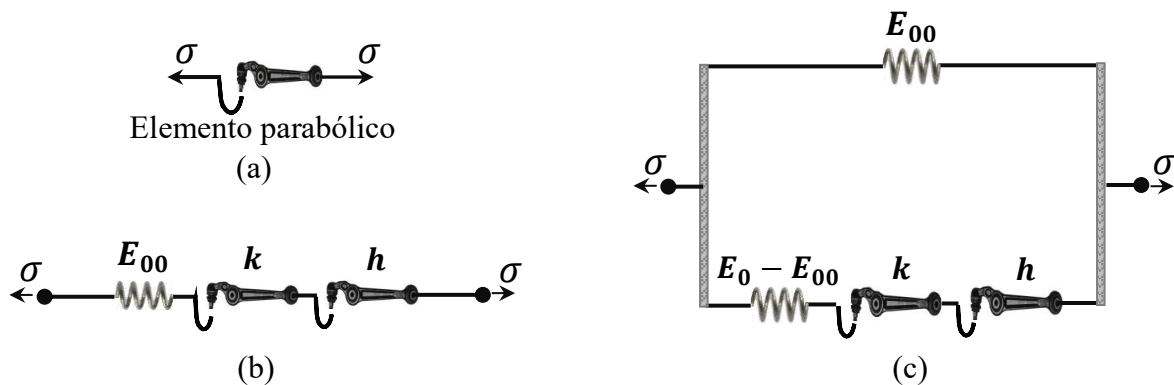 σ σ
Elemento parabólico
(a)
σ E₀₀ k h σ
(b)
E₀₀
σ σ
E₀ − E₀₀ k h
(c)